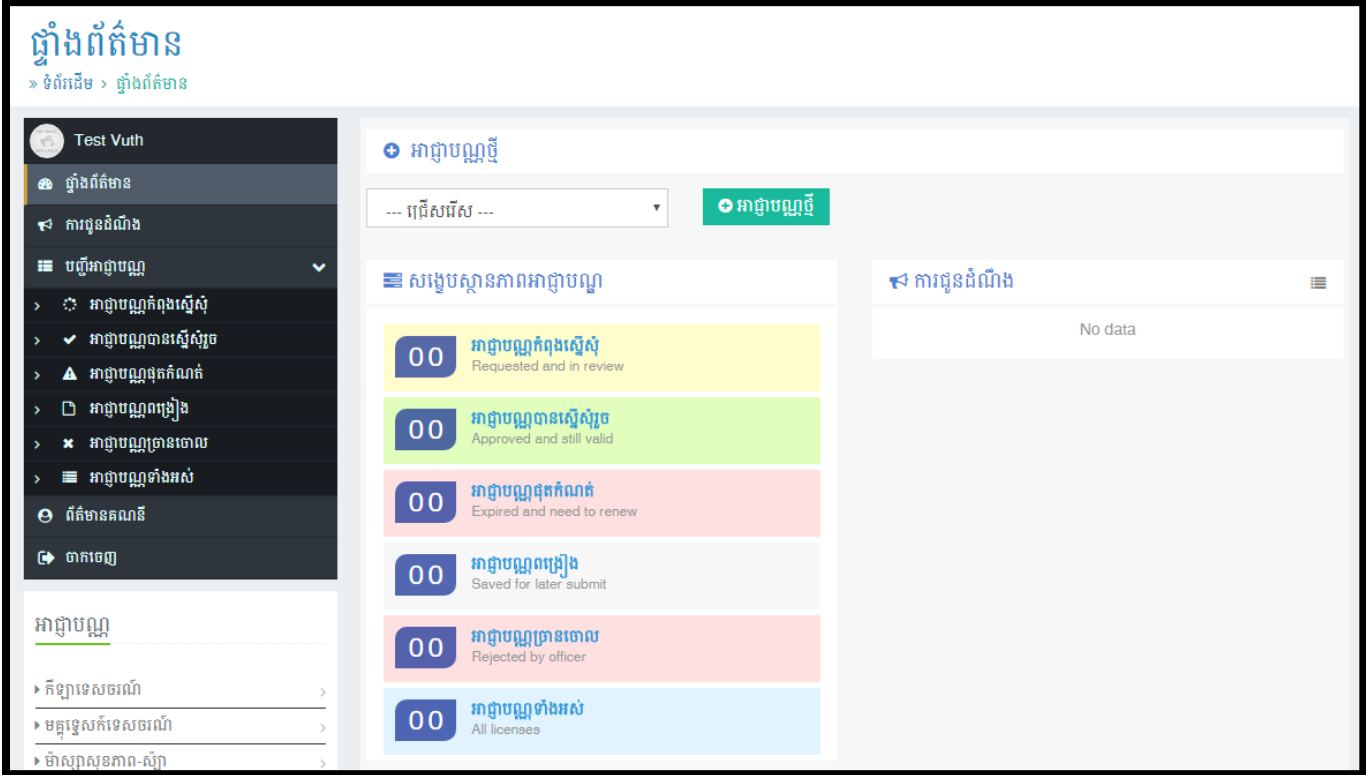 ផ្ទាំងព័ត៌មាន
» ទំព័រដើម > ផ្ទាំងព័ត៌មាន
Test Vuth
ផ្ទាំងព័ត៌មាន
ការជូនដំណឹង
បញ្ជីអាជ្ញាបណ្ណ
អាជ្ញាបណ្ណកំពុងស្នើសុំ
អាជ្ញាបណ្ណបានស្នើសុំរួច
អាជ្ញាបណ្ណផុតកំណត់
អាជ្ញាបណ្ណពង្រៀង
អាជ្ញាបណ្ណច្រានចោល
អាជ្ញាបណ្ណទាំងអស់
ព័ត៌មានគណនី
ចាកចេញ
អាជ្ញាបណ្ណ
កីឡាទេសចរណ៍
មគ្គុទ្ទេសក៍ទេសចរណ៍
ម៉ាស្សាសុខភាព-ស្ប៉ា
អាជ្ញាបណ្ណថ្មី
--- ជ្រើសរើស ---
អាជ្ញាបណ្ណថ្មី
សង្ខេបស្ថានភាពអាជ្ញាបណ្ឌ
00
អាជ្ញាបណ្ណកំពុងស្នើសុំ
Requested and in review
00
អាជ្ញាបណ្ណបានស្នើសុំរួច
Approved and still valid
00
អាជ្ញាបណ្ណផុតកំណត់
Expired and need to renew
00
អាជ្ញាបណ្ណពង្រៀង
Saved for later submit
00
អាជ្ញាបណ្ណច្រានចោល
Rejected by officer
00
អាជ្ញាបណ្ណទាំងអស់
All licenses
ការជូនដំណឹង
No data